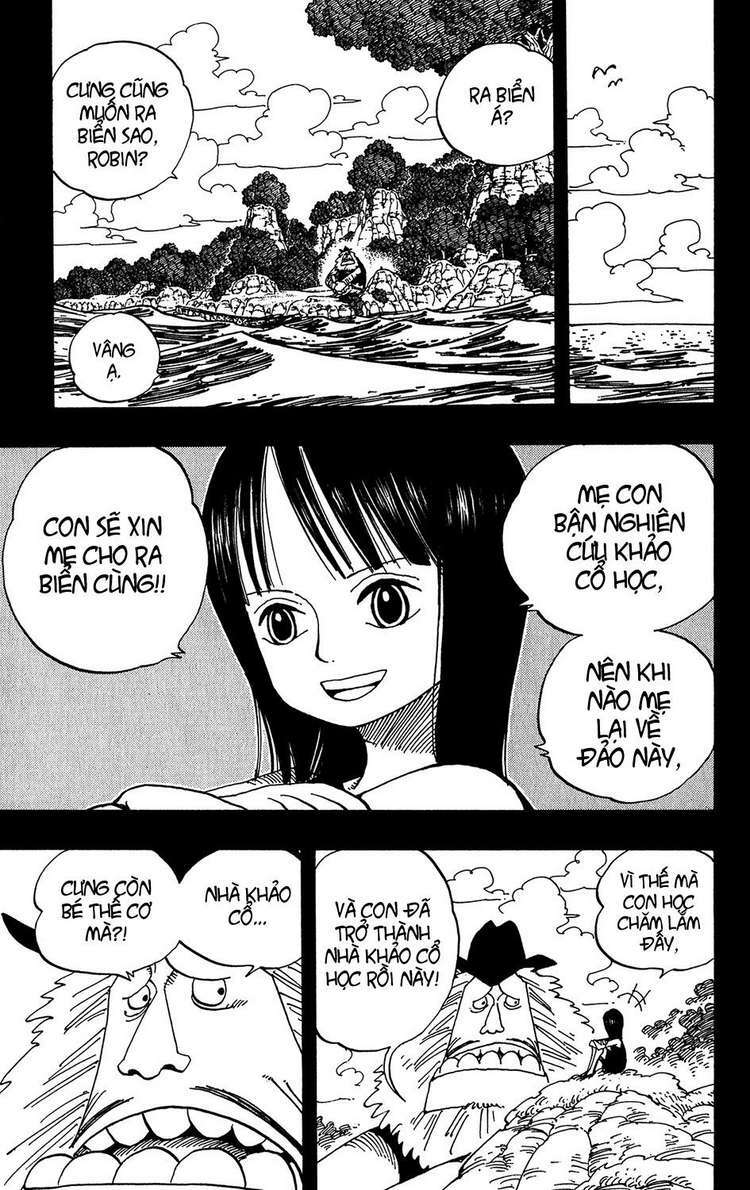 RA BIỂN
Á?
CƯNG CŨNG
MUỐN RA
BIỂN SAO,
ROBIN?
VÂNG
Ạ.
MẸ CON
BẬN NGHIÊN
CỨU KHẢO
CỔ HỌC,
NÊN KHI
NÀO MẸ
LẠI VỀ
ĐẢO NÀY,
CON SẼ XIN
MẸ CHO RA
BIỂN CÙNG!!
VÌ THẾ MÀ
CON HỌC
CHĂM LẮM
ĐẤY,
VÀ CON ĐÃ
TRỞ THÀNH
NHÀ KHẢO CỔ
HỌC RỒI NÀY!
NHÀ KHẢO
CỔ...
CƯNG CÒN
BÉ THẾ CƠ
MÀ?!